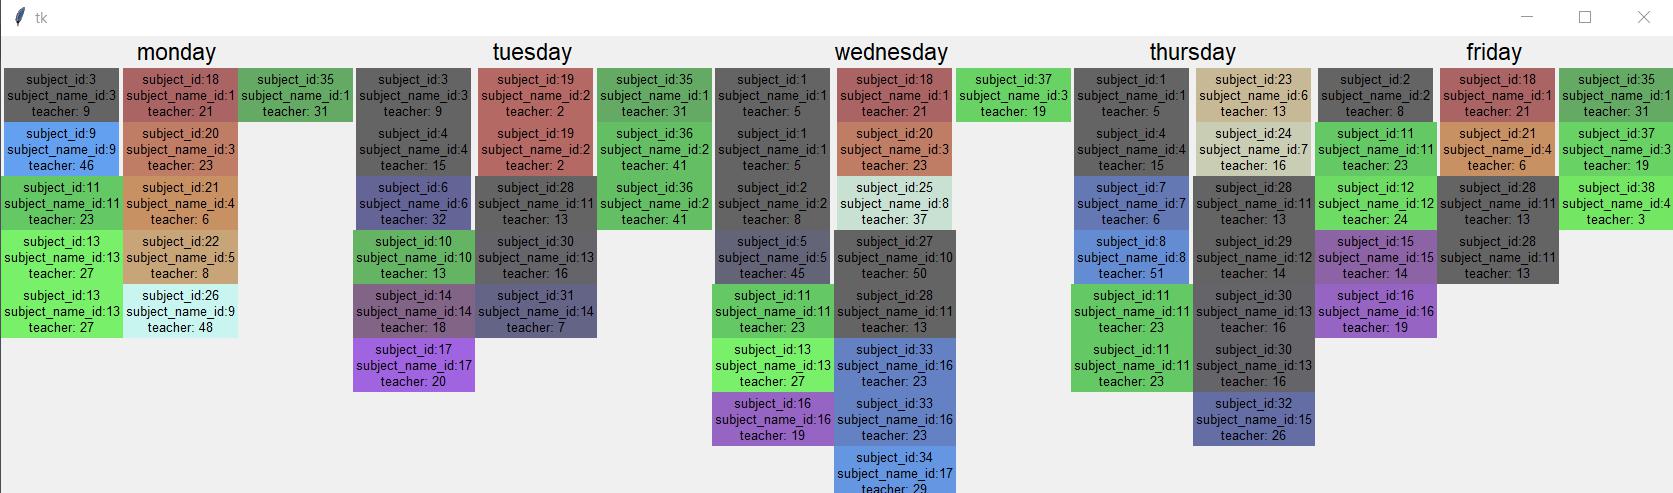 tk
monday
subject_id:3
subject_name_id:3
teacher: 9
subject_id:9
subject_name_id:9
teacher: 46
subject_id:11
subject_name_id:11
teacher: 23
subject_id:13
subject_name_id:13
teacher: 27
subject_id:13
subject_name_id:13
teacher: 27
subject_id:18
subject_name_id:1
teacher: 21
subject_id:20
subject_name_id:3
teacher: 23
subject_id:21
subject_name_id:4
teacher: 6
subject_id:22
subject_name_id:5
teacher: 8
subject_id:26
subject_name_id:9
teacher: 48
subject_id:35
subject_name_id:1
teacher: 31
tuesday
subject_id:3
subject_name_id:3
teacher: 9
subject_id:4
subject_name_id:4
teacher: 15
subject_id:6
subject_name_id:6
teacher: 32
subject_id:10
subject_name_id:10
teacher: 13
subject_id:14
subject_name_id:14
teacher: 18
subject_id:17
subject_name_id:17
teacher: 20
subject_id:19
subject_name_id:2
teacher: 2
subject_id:19
subject_name_id:2
teacher: 2
subject_id:28
subject_name_id:11
teacher: 13
subject_id:30
subject_name_id:13
teacher: 16
subject_id:31
subject_name_id:14
teacher: 7
subject_id:35
subject_name_id:1
teacher: 31
subject_id:36
subject_name_id:2
teacher: 41
subject_id:36
subject_name_id:2
teacher: 41
wednesday
subject_id:1
subject_name_id:1
teacher: 5
subject_id:1
subject_name_id:1
teacher: 5
subject_id:2
subject_name_id:2
teacher: 8
subject_id:5
subject_name_id:5
teacher: 45
subject_id:11
subject_name_id:11
teacher: 23
subject_id:13
subject_name_id:13
teacher: 27
subject_id:16
subject_name_id:16
teacher: 19
subject_id:18
subject_name_id:1
teacher: 21
subject_id:20
subject_name_id:3
teacher: 23
subject_id:25
subject_name_id:8
teacher: 37
subject_id:27
subject_name_id:10
teacher: 50
subject_id:28
subject_name_id:11
teacher: 13
subject_id:33
subject_name_id:16
teacher: 23
subject_id:33
subject_name_id:16
teacher: 23
subject_id:34
subject_name_id:17
teacher: 29
subject_id:37
subject_name_id:3
teacher: 19
thursday
subject_id:1
subject_name_id:1
teacher: 5
subject_id:4
subject_name_id:4
teacher: 15
subject_id:7
subject_name_id:7
teacher: 6
subject_id:8
subject_name_id:8
teacher: 51
subject_id:11
subject_name_id:11
teacher: 23
subject_id:11
subject_name_id:11
teacher: 23
subject_id:23
subject_name_id:6
teacher: 13
subject_id:24
subject_name_id:7
teacher: 16
subject_id:28
subject_name_id:11
teacher: 13
subject_id:29
subject_name_id:12
teacher: 14
subject_id:30
subject_name_id:13
teacher: 16
subject_id:30
subject_name_id:13
teacher: 16
subject_id:32
subject_name_id:15
teacher: 26
friday
subject_id:2
subject_name_id:2
teacher: 8
subject_id:11
subject_name_id:11
teacher: 23
subject_id:12
subject_name_id:12
teacher: 24
subject_id:15
subject_name_id:15
teacher: 14
subject_id:16
subject_name_id:16
teacher: 19
subject_id:18
subject_name_id:1
teacher: 21
subject_id:21
subject_name_id:4
teacher: 6
subject_id:28
subject_name_id:11
teacher: 13
subject_id:28
subject_name_id:11
teacher: 13
subject_id:35
subject_name_id:1
teacher: 31
subject_id:37
subject_name_id:3
teacher: 19
subject_id:38
subject_name_id:4
teacher: 3